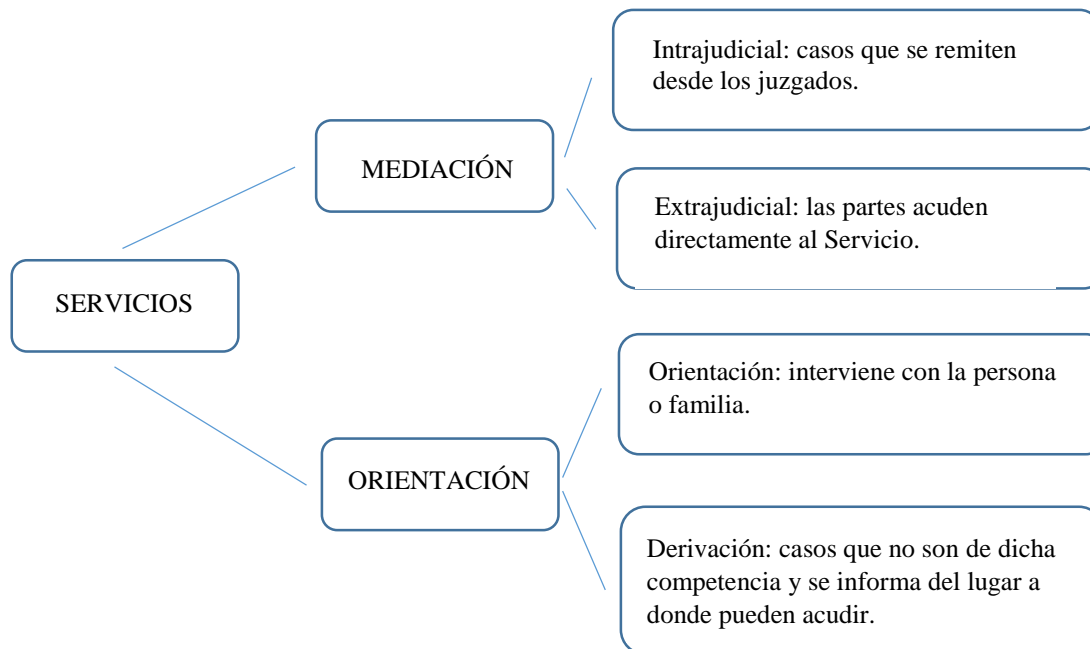 Intrajudicial: casos que se remiten
desde los juzgados.
MEDIACIÓN
Extrajudicial: las partes acuden
directamente al Servicio.
SERVICIOS
Orientación: interviene con la persona
o familia.
ORIENTACIÓN
Derivación: casos que no son de dicha
competencia y se informa del lugar a
donde pueden acudir.